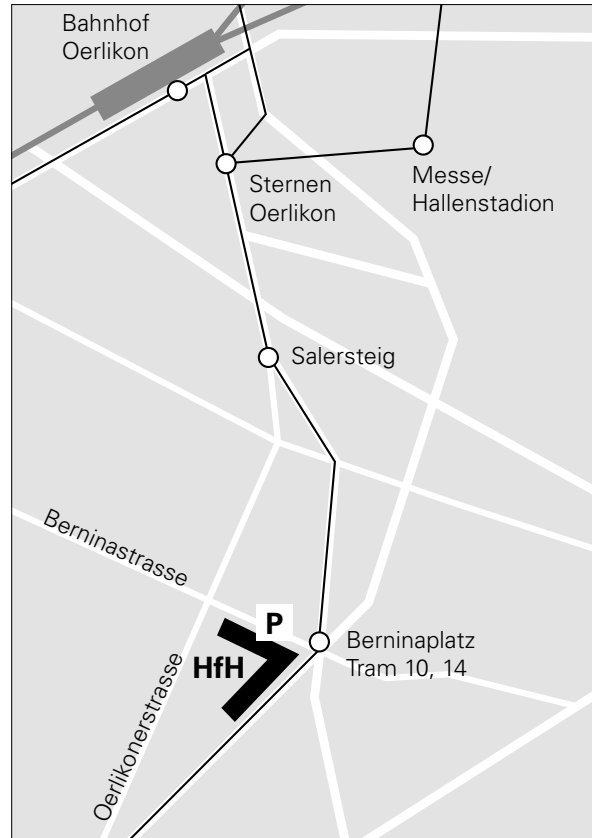 Bahnhof
Oerlikon
Sternen
Oerlikon
Messe/
Hallenstadion
Salersteig
Berninastrasse
P
HfH
Berninaplatz
Tram 10, 14
Oerlikonerstrasse